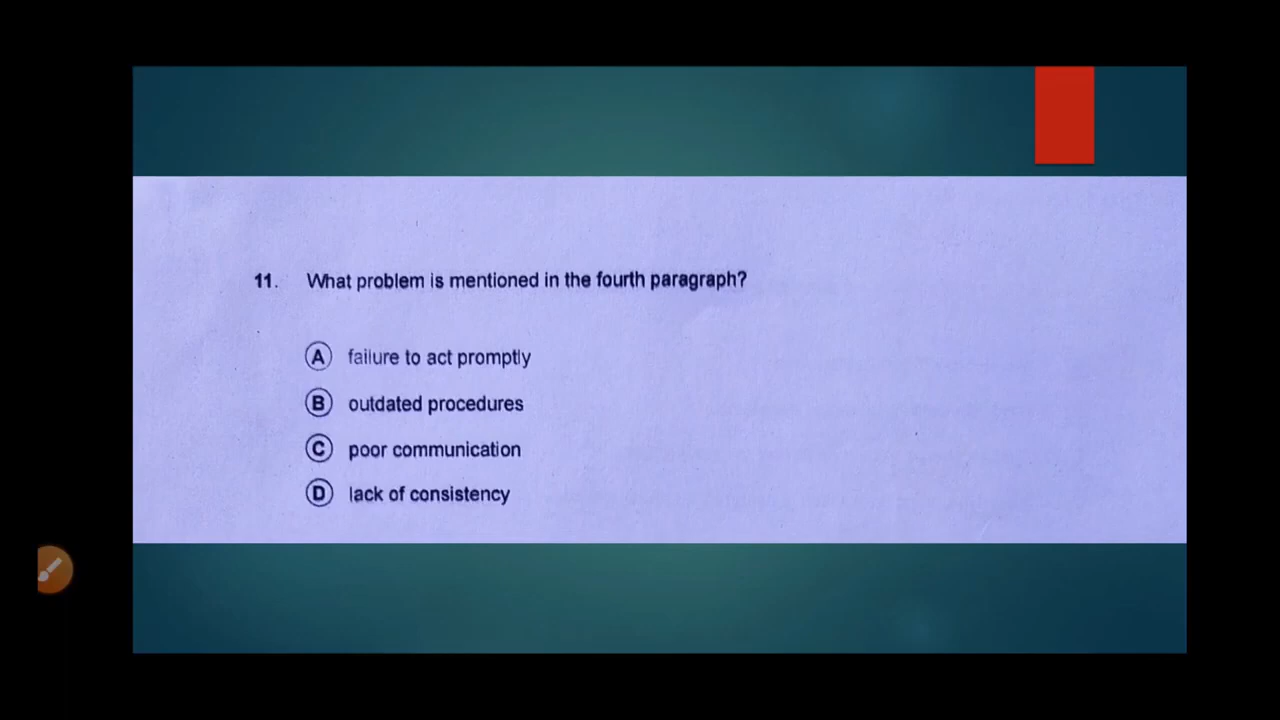 11. What problem is mentioned in the fourth paragraph?
A failure to act promptly
B outdated procedures
C poor communication
D lack of consistency